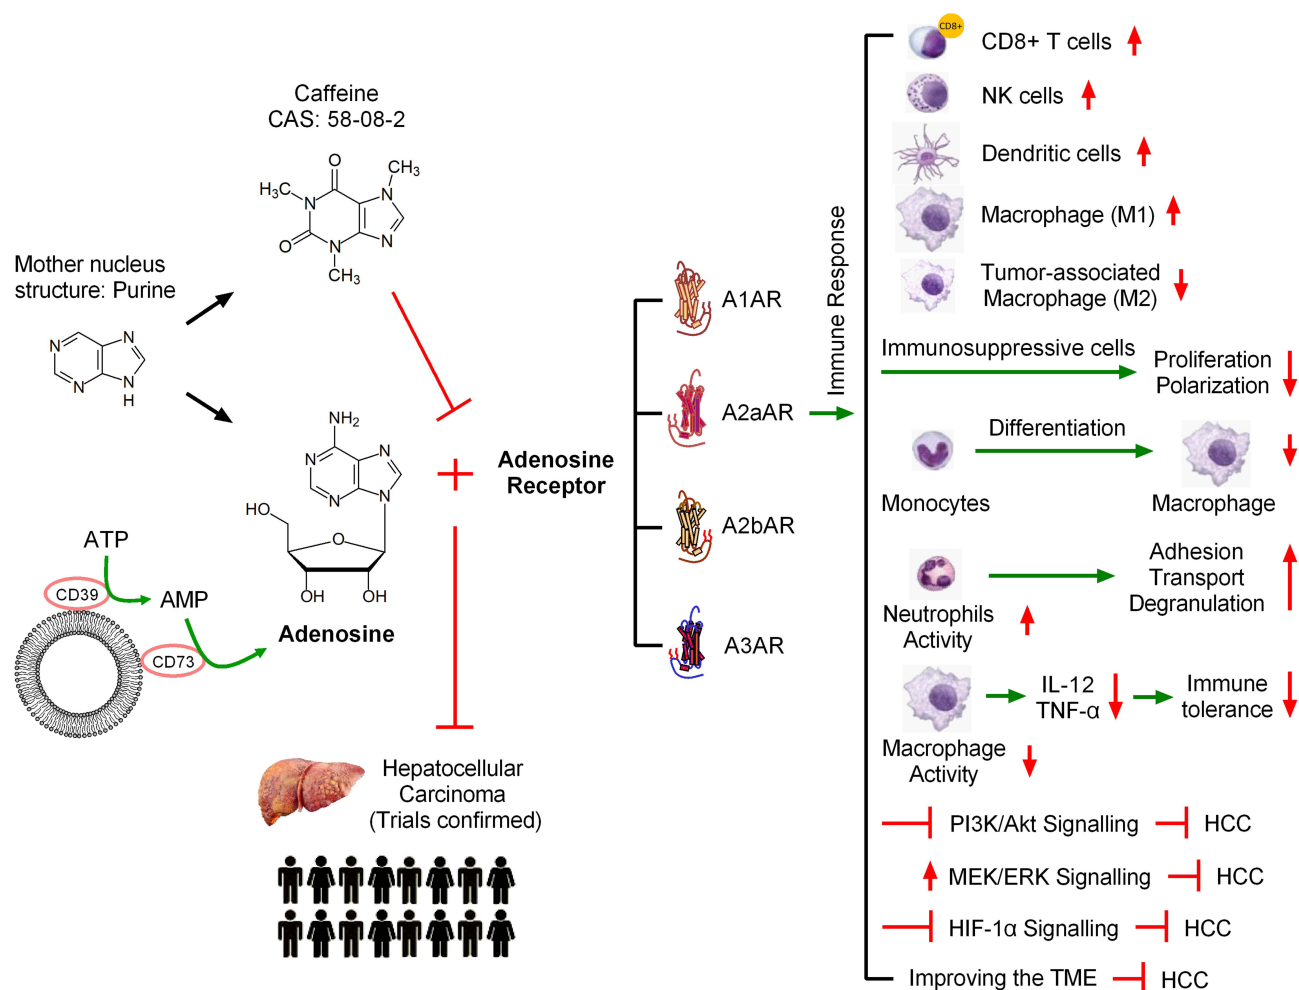 Caffeine
CAS: 58-08-2
O
CH₃
H₃C
N
N
O
N
N
CH₃
Mother nucleus
structure: Purine
N
N
N
N
H
NH₂
N
N
N
N
HO
O
OH
OH
Adenosine
ATP
CD39
AMP
CD73
Adenosine
Receptor
Hepatocellular
Carcinoma
(Trials confirmed)
A1AR
A2aAR
A2bAR
A3AR
Immune Response
CD8+
CD8+ T cells
NK cells
Dendritic cells
Macrophage (M1)
Tumor-associated
Macrophage (M2)
Immunosuppressive cells
Proliferation
Polarization
Differentiation
Monocytes
Macrophage
Neutrophils
Activity
Adhesion
Transport
Degranulation
Macrophage
Activity
IL-12
TNF-α
Immune
tolerance
PI3K/Akt Signalling
HCC
MEK/ERK Signalling
HCC
HIF-1α Signalling
HCC
Improving the TME
HCC